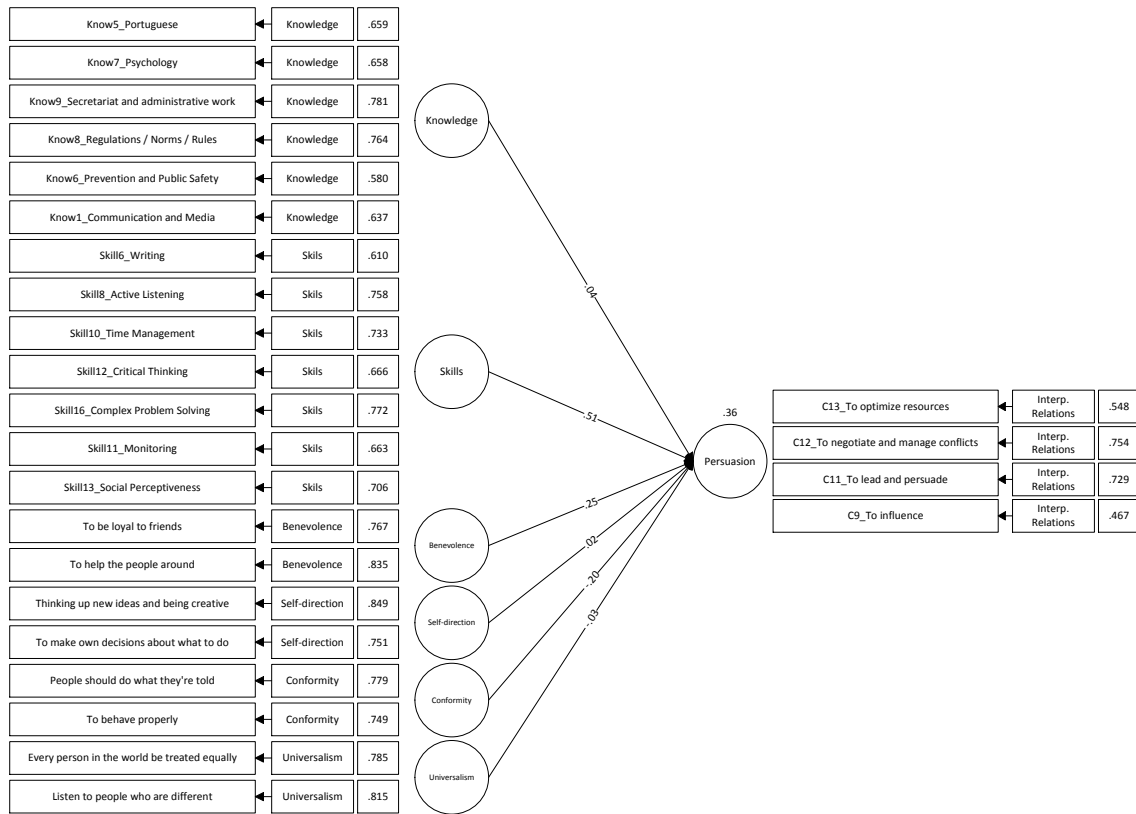 Know5_Portuguese Knowledge .659
Know7_Psychology Knowledge .658
Know9_Secretariat and administrative work Knowledge .781
Know8_Regulations / Norms / Rules Knowledge .764
Know6_Prevention and Public Safety Knowledge .580
Know1_Communication and Media Knowledge .637
Skill6_Writing Skils .610
Skill8_Active Listening Skils .758
Skill10_Time Management Skils .733
Skill12_Critical Thinking Skils .666
Skill16_Complex Problem Solving Skils .772
Skill11_Monitoring Skils .663
Skill13_Social Perceptiveness Skils .706
To be loyal to friends Benevolence .767
To help the people around Benevolence .835
Thinking up new ideas and being creative Self-direction .849
To make own decisions about what to do Self-direction .751
People should do what they're told Conformity .779
To behave properly Conformity .749
Every person in the world be treated equally Universalism .785
Listen to people who are different Universalism .815
Knowledge
Skills
Benevolence
Self-direction
Conformity
Universalism
.04
.51
-.25
-.02
-.20
-.03
.36
Persuasion
C13_To optimize resources Interp.
Relations .548
C12_To negotiate and manage conflicts Interp.
Relations .754
C11_To lead and persuade Interp.
Relations .729
C9_To influence Interp.
Relations .467